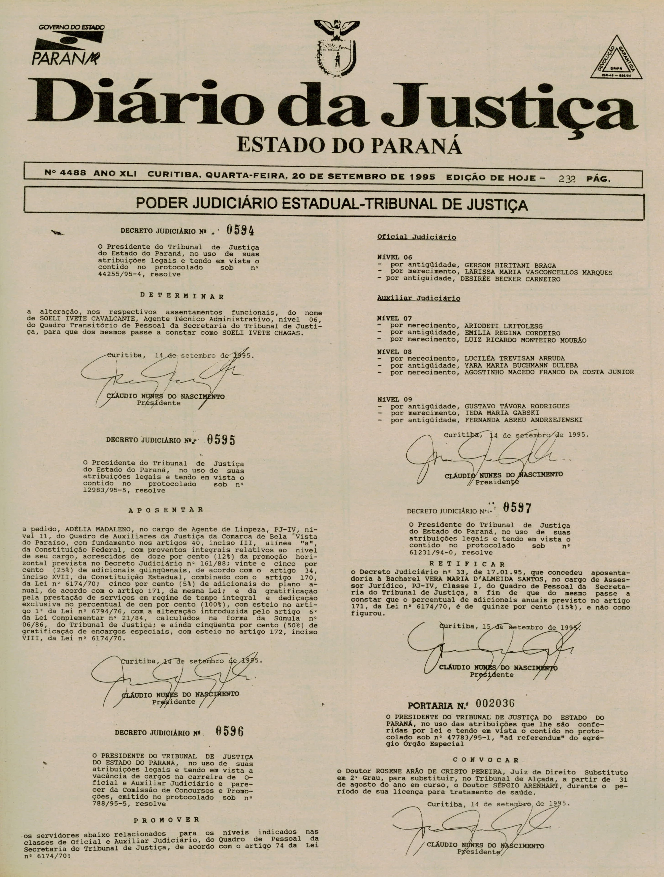 GOVERNO DO ESTADO
PARANÁ
Diário da Justiça
ESTADO DO PARANÁ
Nº 4488 ANO XLI CURITIBA, QUARTA-FEIRA, 20 DE SETEMBRO DE 1995 EDIÇÃO DE HOJE - 232 PÁG.
PODER JUDICIÁRIO ESTADUAL-TRIBUNAL DE JUSTIÇA
DECRETO JUDICIÁRIO Nº 0594
O Presidente do Tribunal de Justiça
do Estado do Paraná, no uso de suas
atribuições legais e tendo em vista o
contido no protocolado sob nº
44255/95-4, resolve
D E T E R M I N A R
a alteração, nos respectivos assentamentos funcionais, do nome
de SOELI IVETE CAVALCANTE, Agente Técnico Administrativo, nível 06,
do Quadro Transitório de Pessoal da Secretaria do Tribunal de Justi-
ça, para que dos mesmos passe a constar como SOELI IVETE CHAGAS.
Curitiba, 14 de setembro de 1995.
CLÁUDIO NUNES DO NASCIMENTO
Presidente
DECRETO JUDICIÁRIO Nº 0595
O Presidente do Tribunal de Justiça
do Estado do Paraná, no uso de suas
atribuições legais e tendo em vista o
contido no protocolado sob nº
12983/95-5, resolve
A P O S E N T A R
a pedido, ADÉLIA MADALENO, no cargo de Agente de Limpeza, PJ-IV, ní-
vel 11, do Quadro de Auxiliares da Justiça da Comarca de Bela Vista
do Paraíso, com fundamento nos artigos 40, inciso III, alínea "a",
da Constituição Federal, com proventos integrais relativos ao nível
de seu cargo, acrescidos de doze por cento (12%) da promoção hori-
zontal prevista no Decreto Judiciário nº 161/88; vinte e cinco por
cento (25%) de adicionais qüinqüenais, de acordo com o artigo 14,
inciso XVII, da Constituição Estadual, combinado com o artigo 170,
da Lei nº 6174/70, cinco por cento (5%) de adicionais do plano a-
nual, de acordo com artigo 171, da mesma Lei; e da gratificação
pela prestação de serviços em regime de tempo integral e dedicação
exclusiva no percentual de cem por cento (100%), com esteio no arti-
go 1º da Lei nº 6794/76, com a alteração introduzida pelo artigo 6º
da Lei Complementar nº 21/84, calculados na forma da Súmula nº
06/86, do Tribunal de Justiça; e ainda cinquenta por cento (50%) de
gratificação de encargos especiais, com esteio no artigo 172, inciso
VII, da Lei nº 6174/70.
Curitiba, 14 de setembro de 1995.
CLÁUDIO NUNES DO NASCIMENTO
Presidente
DECRETO JUDICIÁRIO Nº 0596
O PRESIDENTE DO TRIBUNAL DE JUSTIÇA
DO ESTADO DO PARANÁ, no uso de suas
atribuições legais e tendo em vista a
vacância de cargos na carreira de O-
ficial e Auxiliar Judiciário e pare-
cer da Comissão de Concursos e Promo-
ções, emitido no protocolado sob nº
788/95-5, resolve
P R O M O V E R
os servidores abaixo relacionados para os níveis indicados nas
classes de Oficial e Auxiliar Judiciário, do Quadro de Pessoal da
Secretaria do Tribunal de Justiça, de acordo com o artigo 74 da Lei
nº 6174/70:
Oficial Judiciário
NÍVEL 06
- por antigüidade, GERSON HIRITANI BRAGA
- por merecimento, LARISSA MARIA VASCONCELLOS MARQUES
- por antigüidade, DESIRÉE BECKER CARNEIRO
Auxiliar Judiciário
NÍVEL 07
- por merecimento,
- por antigüidade, EMILIA REGINA CORDEIRO
- por merecimento, LUIZ RICARDO MONTEIRO MOURÃO
NÍVEL 08
- por merecimento, LUCILÉA TREVISAN ARRUDA
- por antigüidade, YARA MARIA BUCHMANN DULEBA
- por merecimento, AGOSTINHO MACEDO FRANCO DA COSTA JUNIOR
NÍVEL 09
- por antigüidade, GUSTAVO TÁVORA RODRIGUES
- por merecimento, IEDA MARIA GABSKI
- por antigüidade, FERNANDA ABREU ANDRZEJEWSKI
Curitiba, 14 de setembro de 1995.
CLÁUDIO NUNES DO NASCIMENTO
Presidente
DECRETO JUDICIÁRIO Nº 0597
O Presidente do Tribunal de Justiça
do Estado do Paraná, no uso de suas
atribuições legais e tendo em vista o
contido no protocolado sob nº
61231/94-0, resolve
R E T I F I C A R
o Decreto Judiciário nº 33, de 17.01.95, que concedeu aposenta-
doria à Bacharel VERA MARIA D'ALMEIDA SANTOS, no cargo de Asses-
sor Jurídico, PJ-IV, Classe I, do Quadro de Pessoal da Secreta-
ria do Tribunal de Justiça, a fim de que do mesmo passe a
constar que o percentual de adicionais anuais previsto no artigo
171, da Lei nº 6174/70, é de quinze por cento (15%), e não como
figurou.
Curitiba, 15 de setembro de 1995.
CLÁUDIO NUNES DO NASCIMENTO
Presidente
PORTARIA N.º 002036
O PRESIDENTE DO TRIBUNAL DE JUSTIÇA DO ESTADO DO
PARANÁ, no uso das atribuições que lhe são confe-
ridas por lei e tendo em vista o contido no proto-
colado sob nº 47783/95-1, "ad referendum" do egré-
gio Órgão Especial
C O N V O C A R
o Doutor ROSENE ARÃO DE CRISTO PEREIRA, Juiz de Direito Substituto
em 2º Grau, para substituir, no Tribunal de Alçada, a partir de 31
de agosto do ano em curso, o Doutor SÉRGIO ARENHART, durante o pe-
ríodo de sua licença para tratamento de saúde.
Curitiba, 14 de setembro de 1995.
CLÁUDIO NUNES DO NASCIMENTO
Presidente